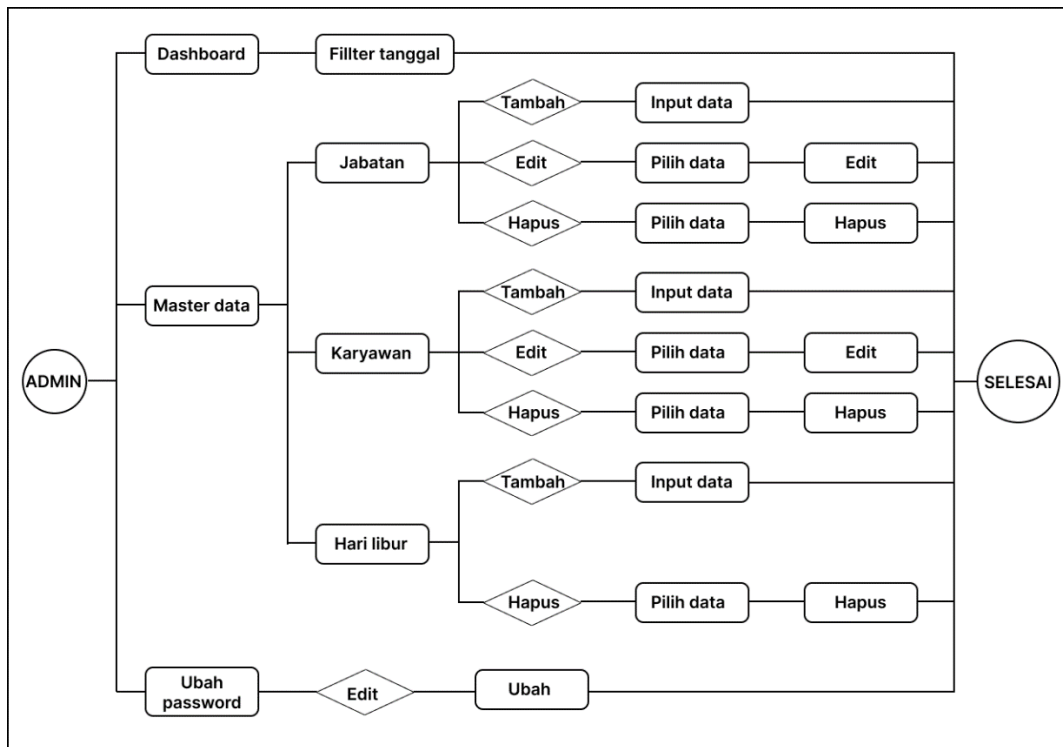 Dashboard
Fillter tanggal
Tambah
Input data
Jabatan
Edit
Pilih data
Edit
Hapus
Pilih data
Hapus
Master data
Tambah
Input data
Karyawan
Edit
Pilih data
Edit
ADMIN
SELESAI
Hapus
Pilih data
Hapus
Tambah
Input data
Hari libur
Hapus
Pilih data
Hapus
Ubah
password
Edit
Ubah